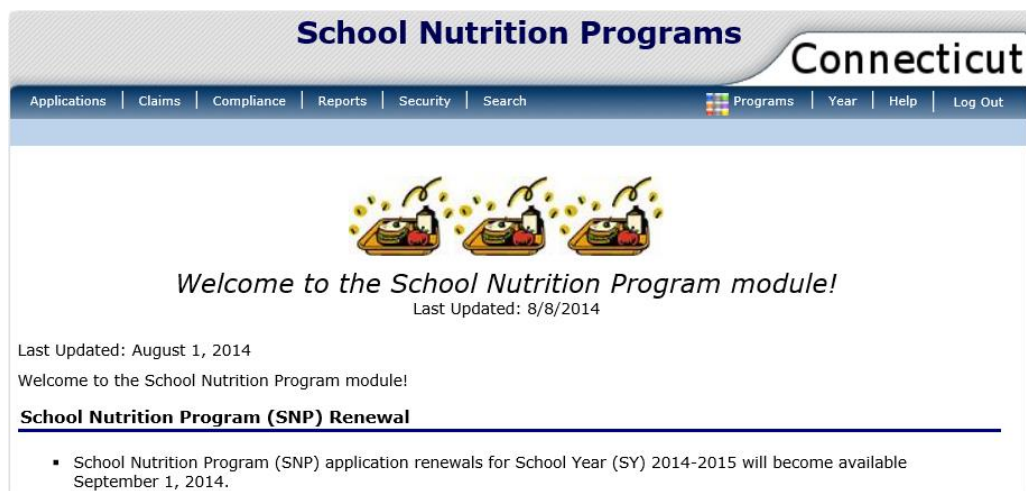 School Nutrition Programs
Connecticut
Applications | Claims | Compliance | Reports | Security | Search Programs | Year | Help | Log Out
Welcome to the School Nutrition Program module!
Last Updated: 8/8/2014
Last Updated: August 1, 2014
Welcome to the School Nutrition Program module!
School Nutrition Program (SNP) Renewal
▪ School Nutrition Program (SNP) application renewals for School Year (SY) 2014-2015 will become available
September 1, 2014.